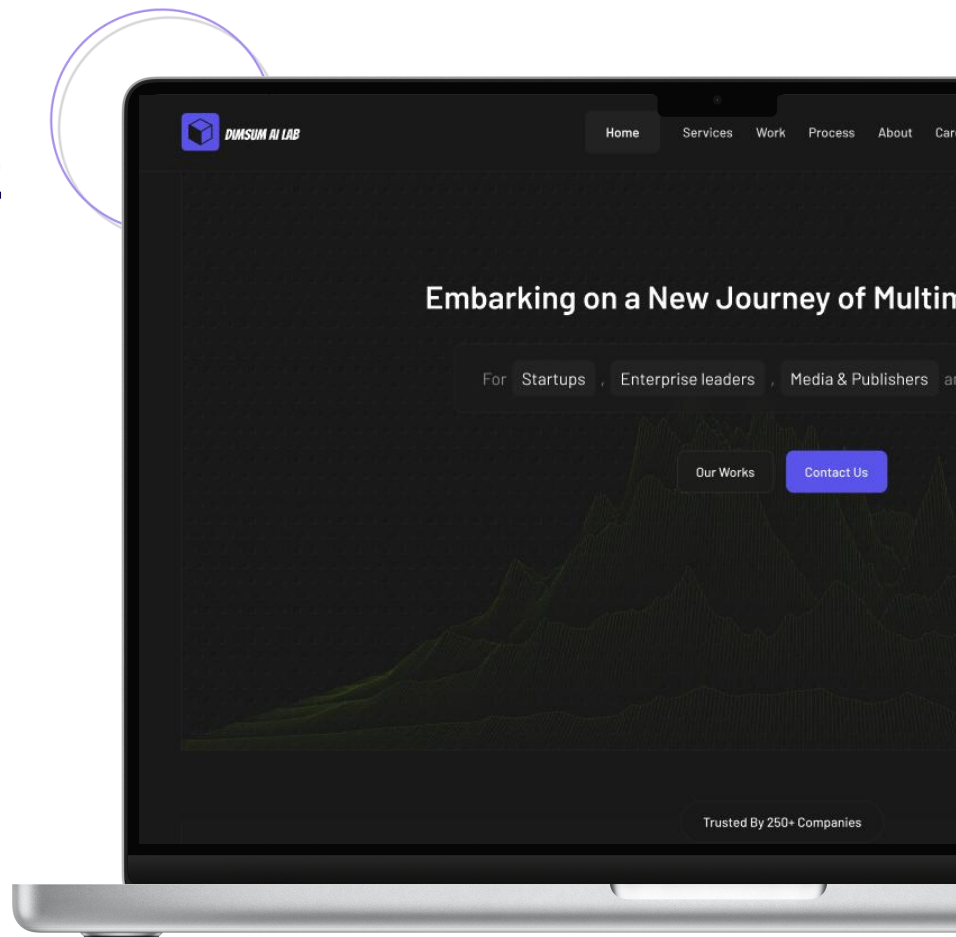 DIMSUM AI LAB
Home Services Work Process About
Embarking on a New Journey of
For Startups , Enterprise leaders , Media & Publishers
Our Works Contact Us
Trusted By 250+ Companies